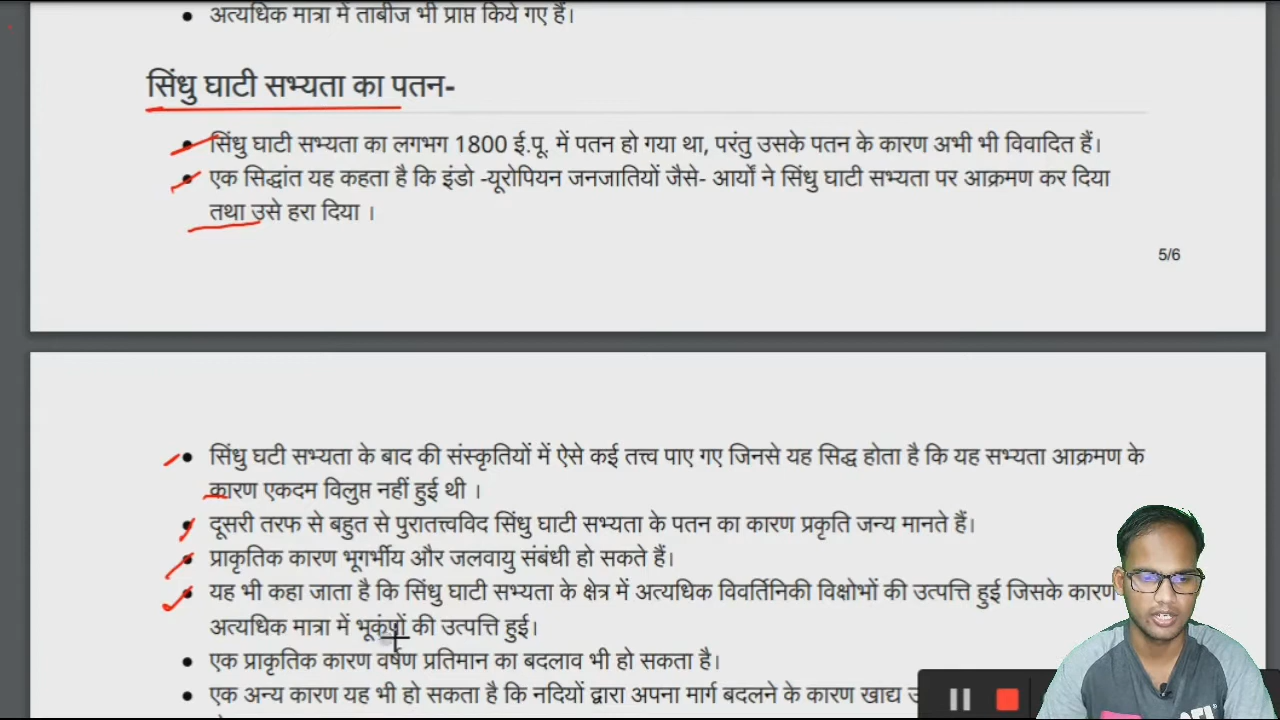 अत्यधिक मात्रा मे ताबीज भी प्राप्त किये गए हैं।
सिंधु घाटी सभ्यता का पतन-
सिंधु घाटी सभ्यता का लगभग 1800 ई.पू. में पतन हो गया था, परंतु उसके पतन के कारण अभी भी विवादित हैं।
एक सिद्धांत यह कहता है कि इंडो -यूरोपियन जनजातियों जैसे- आर्यों ने सिंधु घाटी सभ्यता पर आक्रमण कर दिया
तथा उसे हरा दिया ।
5/6
सिंधु घटी सभ्यता के बाद की संस्कृतियों में ऐसे कई तत्त्व पाए गए जिनसे यह सिद्ध होता है कि यह सभ्यता आक्रमण के
कारण एकदम विलुप्त नहीं हुई थी ।
दूसरी तरफ से बहुत से पुरातत्त्वविद सिंधु घाटी सभ्यता के पतन का कारण प्रकृति जन्य मानते हैं।
प्राकृतिक कारण भूगर्भीय और जलवायु संबंधी हो सकते हैं।
यह भी कहा जाता है कि सिंधु घाटी सभ्यता के क्षेत्र में अत्यधिक विवर्तिनिकी विक्षोभों की उत्पत्ति हुई जिसके कारण
अत्यधिक मात्रा में भूकंपों की उत्पत्ति हुई।
एक प्राकृतिक कारण वर्षण प्रतिमान का बदलाव भी हो सकता है।
एक अन्य कारण यह भी हो सकता है कि नदियों द्वारा अपना मार्ग बदलने के कारण खाद्य